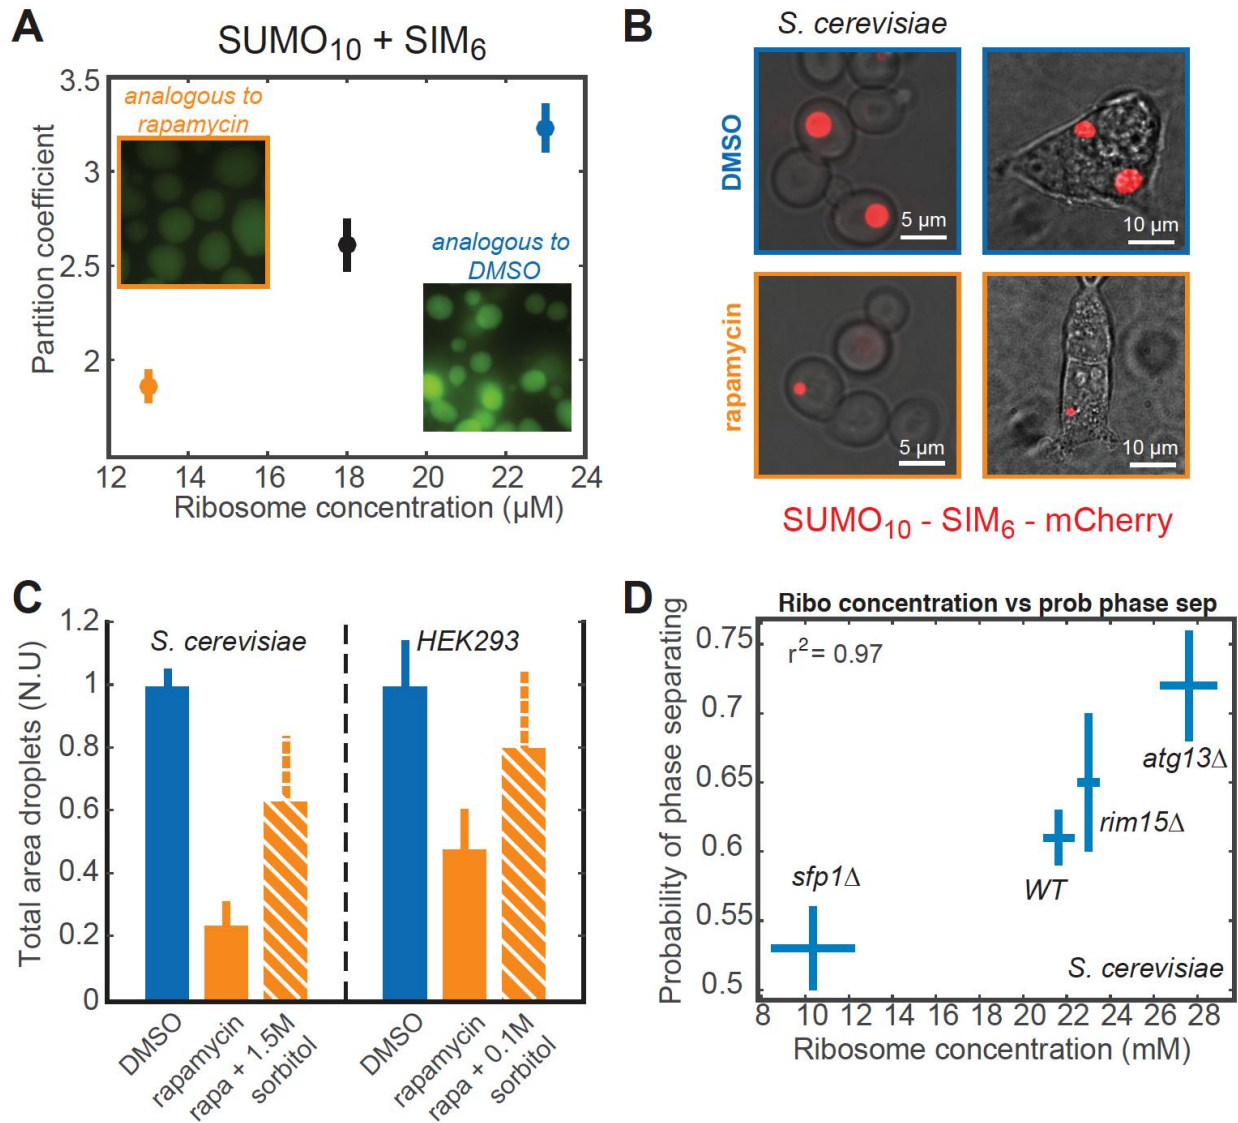 A
SUMO10 + SIM6
Partition coefficient
3.5
3
2.5
2
analogous to
rapamycin
analogous to
DMSO
12 14 16 18 20 22 24
Ribosome concentration (µM)
B
S. cerevisiae
DMSO
5 µm
10 µm
rapamycin
5 µm
10 µm
SUMO10 - SIM6 - mCherry
C
Total area droplets (N.U)
1.2
1
0.8
0.6
0.4
0.2
0
S. cerevisiae
HEK293
DMSO
rapamycin
rapa + 1.5M
sorbitol
DMSO
rapamycin
rapa + 0.1M
sorbitol
D
Ribo concentration vs prob phase sep
Probability of phase separating
0.75
0.7
0.65
0.6
0.55
0.5
r2= 0.97
atg13Δ
rim15Δ
WT
sfp1Δ
S. cerevisiae
8 10 12 14 16 18 20 22 24 26 28
Ribosome concentration (mM)